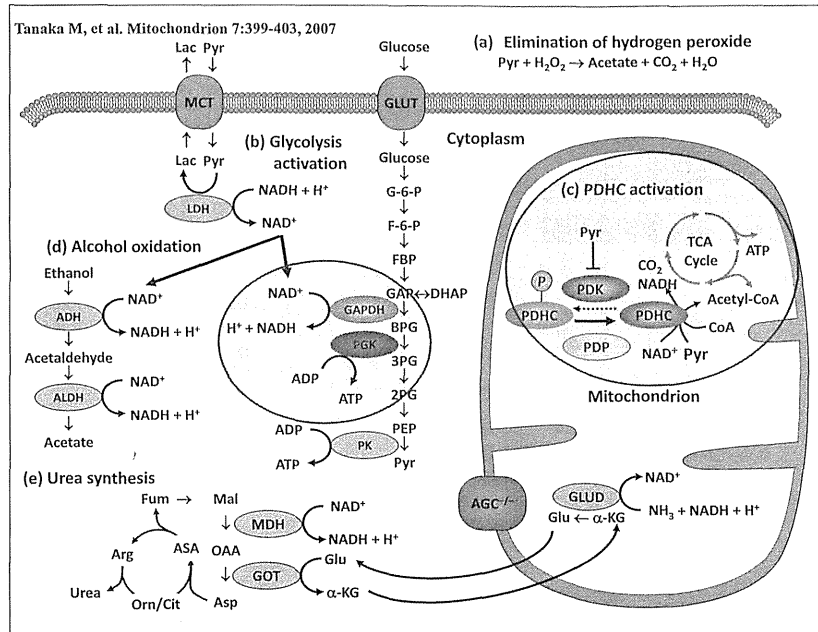 Tanaka M, et al. Mitochondrion 7:399-403, 2007
Lac Pyr
Glucose
(a) Elimination of hydrogen peroxide
Pyr + H₂O₂ → Acetate + CO₂ + H₂O
MCT
GLUT
Cytoplasm
Lac Pyr
(b) Glycolysis
activation
LDH
NADH + H⁺
NAD⁺
Glucose
G-6-P
F-6-P
FBP
GAP↔DHAP
BPG
3PG
2PG
PEP
Pyr
NAD⁺
GAPDH
H⁺ + NADH
PGK
ADP
ATP
ADP
PK
ATP
(c) PDHC activation
Pyr
PDK
P
PDHC
PDHC
PDP
CO₂
NADH
TCA
Cycle
ATP
Acetyl-CoA
CoA
NAD⁺ Pyr
Mitochondrion
(d) Alcohol oxidation
Ethanol
ADH
NAD⁺
NADH + H⁺
Acetaldehyde
ALDH
NAD⁺
NADH + H⁺
Acetate
(e) Urea synthesis
Fum → Mal
MDH
NAD⁺
NADH + H⁺
Arg
ASA
OAA
GOT
Glu
α-KG
Urea
Orn/Cit
Asp
AGC⁻/⁻
GLUD
NAD⁺
Glu ← α-KG
NH₃ + NADH + H⁺